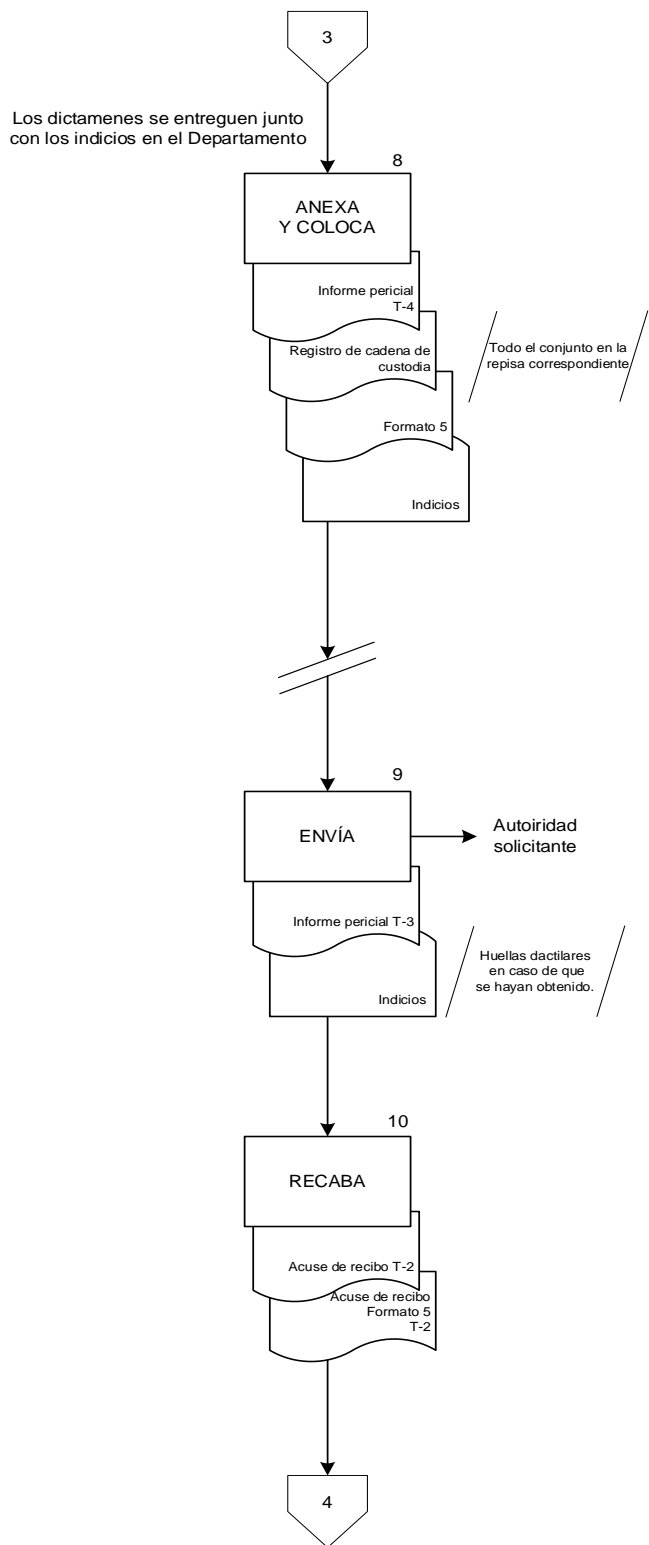 3
Los dictamenes se entreguen junto
con los indicios en el Departamento
8
ANEXA
Y COLOCA
Informe pericial
T-4
Registro de cadena de
custodia
Formato 5
Indicios
Todo el conjunto en la
repisa correspondiente
9
ENVÍA
Autoiridad
solicitante
Informe pericial T-3
Indicios
Huellas dactilares
en caso de que
se hayan obtenido.
10
RECABA
Acuse de recibo T-2
Acuse de recibo
Formato 5
T-2
4